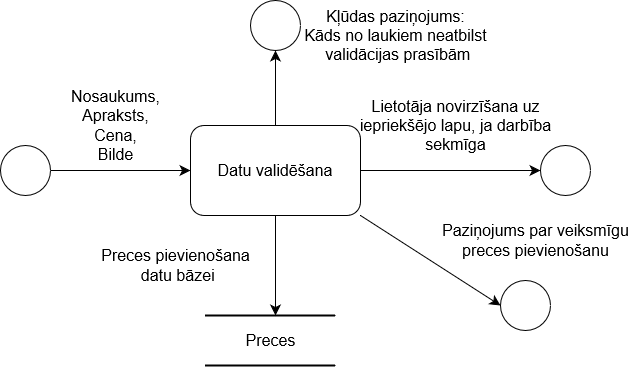 Kļūdas paziņojums:
Kāds no laukiem neatbilst
validācijas prasībām
Nosaukums,
Apraksts,
Cena,
Bilde
Datu validēšana
Lietotāja novirzīšana uz
iepriekšējo lapu, ja darbība
sekmīga
Preces pievienošana
datu bāzei
Paziņojums par veiksmīgu
preces pievienošanu
Preces